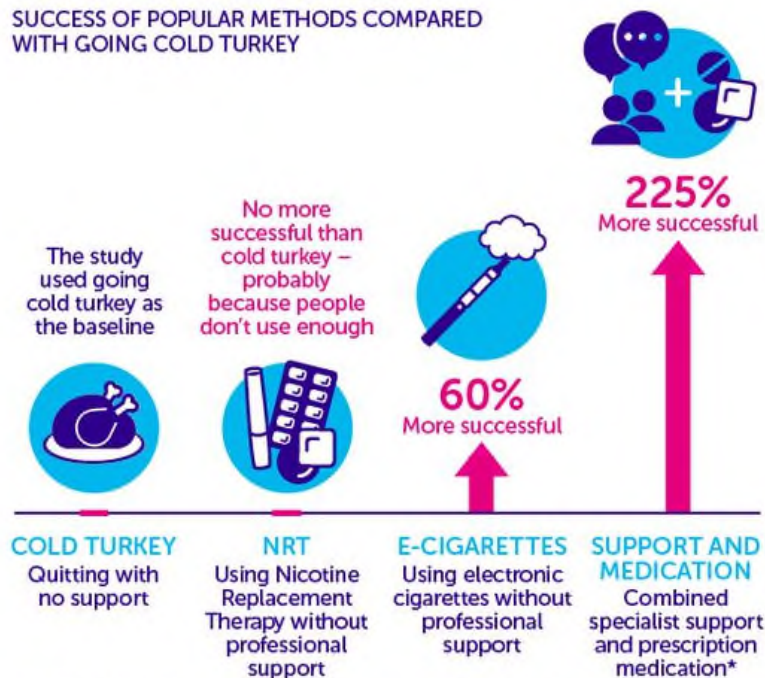 SUCCESS OF POPULAR METHODS COMPARED
WITH GOING COLD TURKEY
The study
used going
cold turkey as
the baseline
No more
successful than
cold turkey –
probably
because people
don't use enough
60%
More successful
225%
More successful
COLD TURKEY
Quitting with
no support
NRT
Using Nicotine
Replacement
Therapy without
professional
support
E-CIGARETTES
Using electronic
cigarettes without
professional
support
SUPPORT AND
MEDICATION
Combined
specialist support
and prescription
medication*